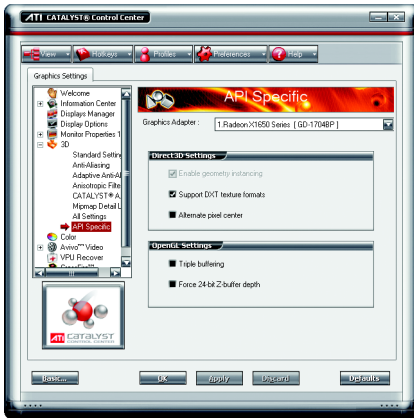 ATI CATALYST® Control Center
View
Hotkeys
Profiles
Preferences
Help
Graphics Settings
Welcome
Information Center
Displays Manager
Display Options
Monitor Properties 1
3D
Standard Setting
Anti-Aliasing
Adaptive Anti-Al
Anisotropic Filte
CATALYST® A.
Mipmap Detail L
All Settings
API Specific
Color
Avivo™ Video
VPU Recover
API Specific
Graphics Adapter :
1.Radeon X1650 Series [ GD-1704BP ]
Direct3D Settings
Enable geometry instancing
Support DXT texture formats
Alternate pixel center
OpenGL Settings
Triple buffering
Force 24-bit Z-buffer depth
ATI CATALYST
CONTROL CENTER
Basic...
OK
Apply
Discard
Defaults